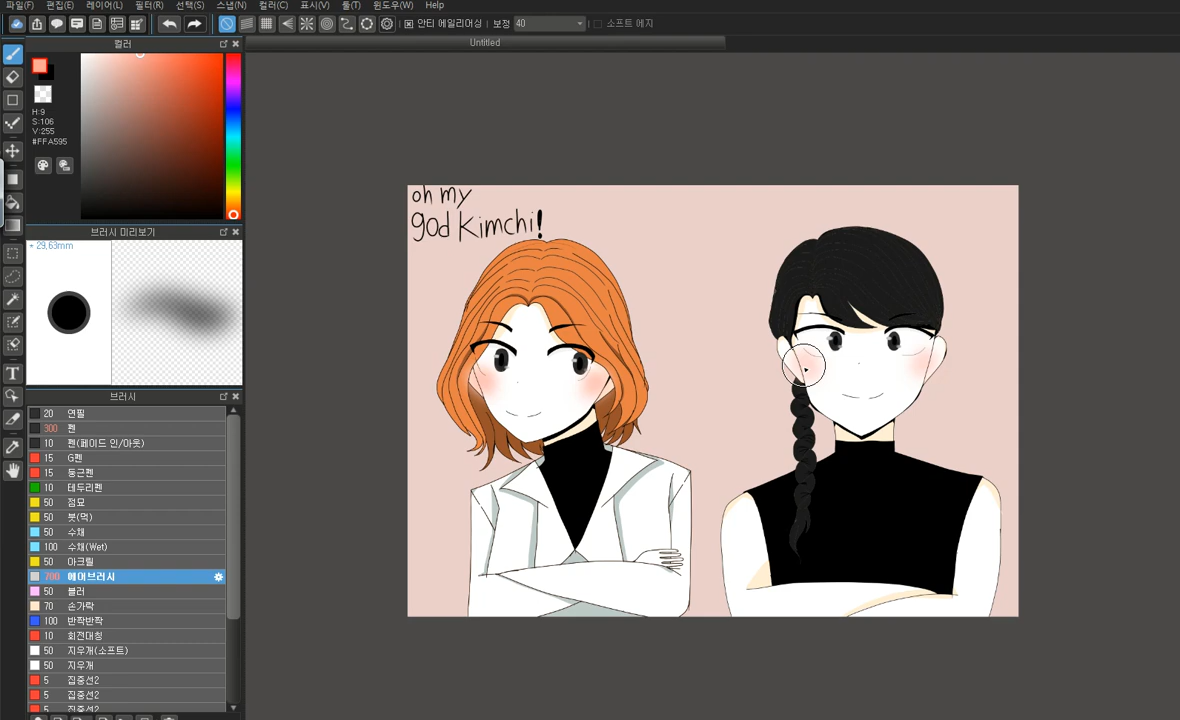 파일(F) 편집(E) 레이어(L) 필터(R) 선택(S) 스냅(N) 컬러(C) 표시(V) 툴(T) 윈도우(W) Help
안티 에일리어싱 보정 40 소프트 에지
컬러
Untitled
H:9
S:106
V:255
#FFA595
브러시 미리보기
* 29.63mm
브러시
20 연필
300 펜
10 펜(페이드 인/아웃)
15 G펜
15 둥근펜
10 테두리펜
50 점묘
50 붓(먹)
50 수채
100 수채(Wet)
50 아크릴
700 에어브러시
50 블러
70 손가락
100 반짝반짝
10 회전대칭
50 지우개(소프트)
50 지우개
5 집중선2
5 집중선2
5 집중선2
oh my
god Kimchi!